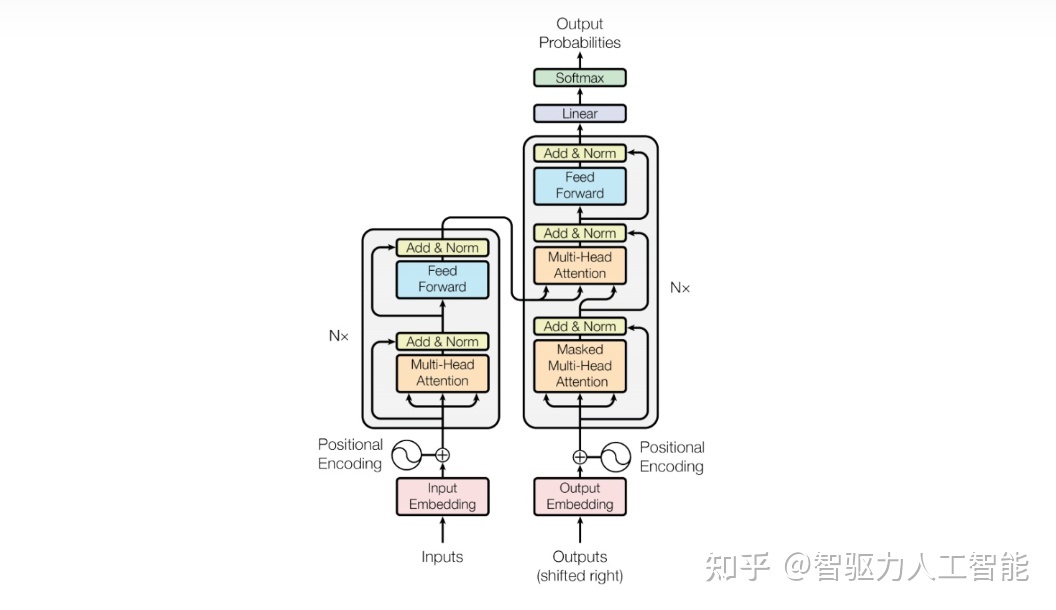 Output
Probabilities
Softmax
Linear
Add & Norm
Feed
Forward
Add & Norm
Multi-Head
Attention
Nx
Add & Norm
Masked
Multi-Head
Attention
Add & Norm
Feed
Forward
Nx
Add & Norm
Multi-Head
Attention
Positional
Encoding
Positional
Encoding
Input
Embedding
Output
Embedding
Inputs
Outputs
(shifted right)
知乎 @智驱力人工智能